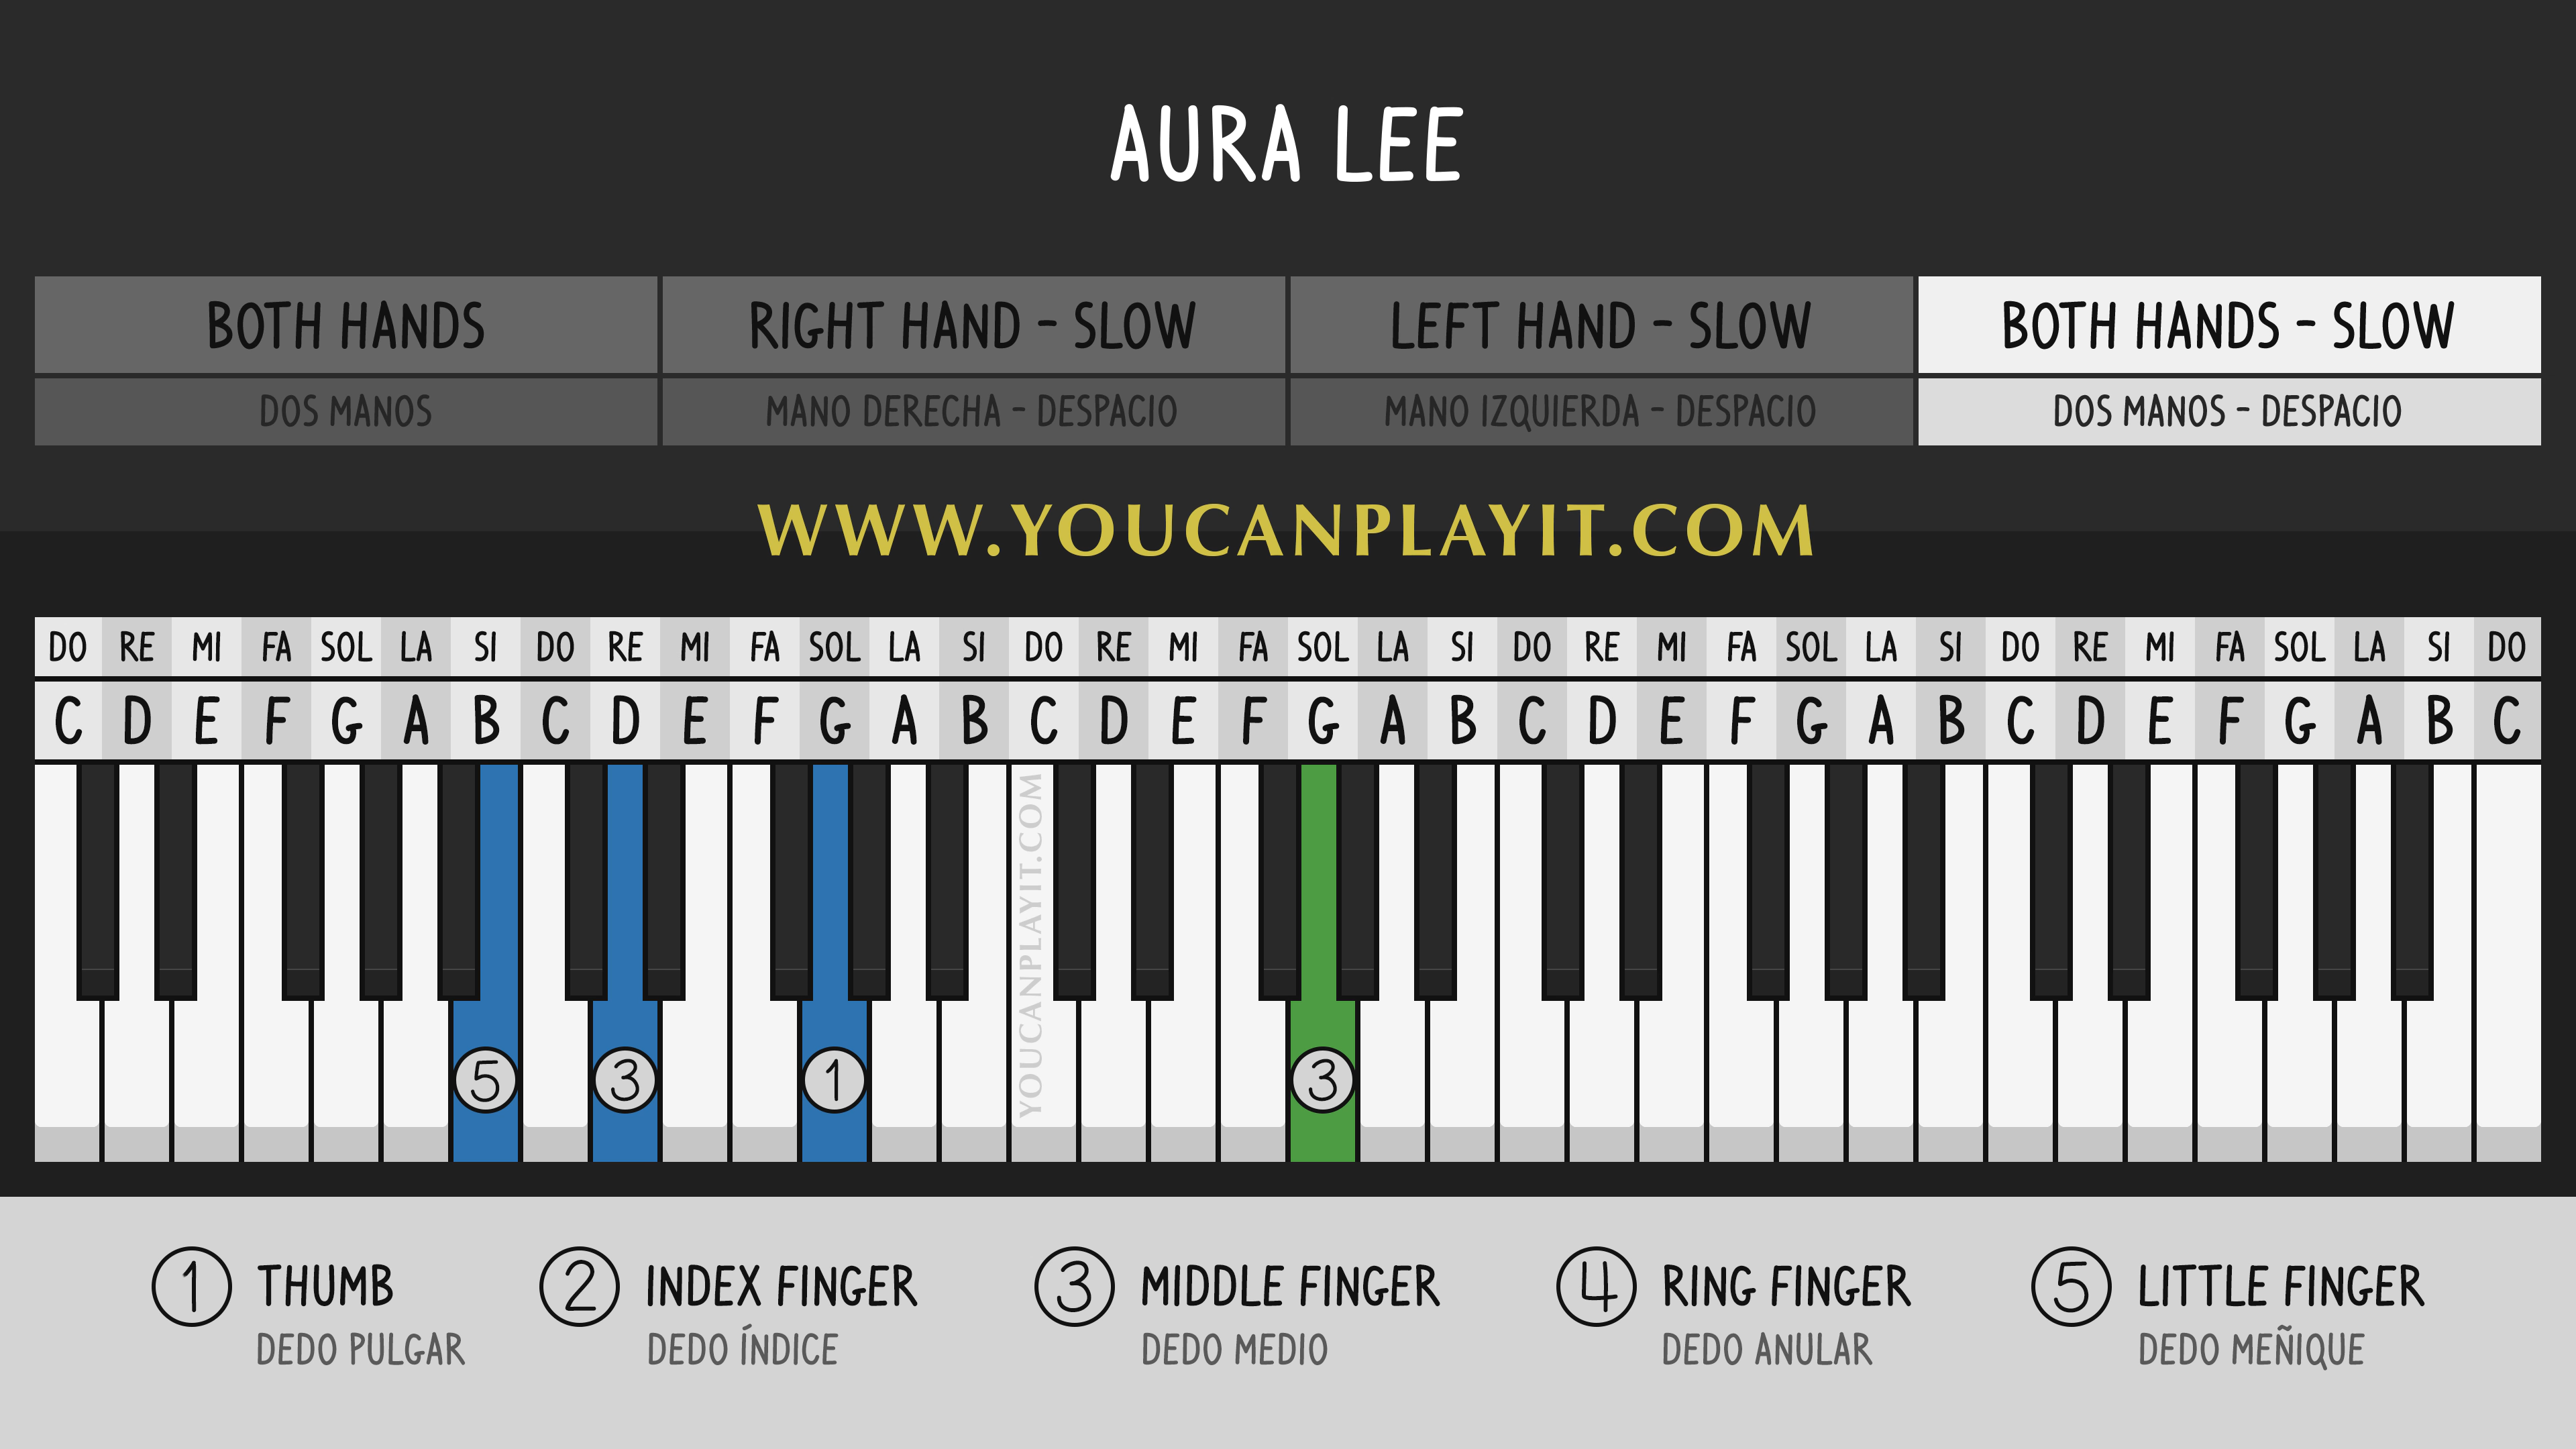 AURA LEE
BOTH HANDS
DOS MANOS
RIGHT HAND - SLOW
MANO DERECHA - DESPACIO
LEFT HAND - SLOW
MANO IZQUIERDA - DESPACIO
BOTH HANDS - SLOW
DOS MANOS - DESPACIO
WWW.YOUCANPLAYIT.COM
DO RE MI FA SOL LA SI DO RE MI FA SOL LA SI DO RE MI FA SOL LA SI DO RE MI FA SOL LA SI DO RE MI FA SOL LA SI DO
C D E F G A B C D E F G A B C D E F G A B C D E F G A B C D E F G A B C
YOUCANPLAYIT.COM
5 3 1 3
1 THUMB
DEDO PULGAR
2 INDEX FINGER
DEDO ÍNDICE
3 MIDDLE FINGER
DEDO MEDIO
4 RING FINGER
DEDO ANULAR
5 LITTLE FINGER
DEDO MEÑIQUE